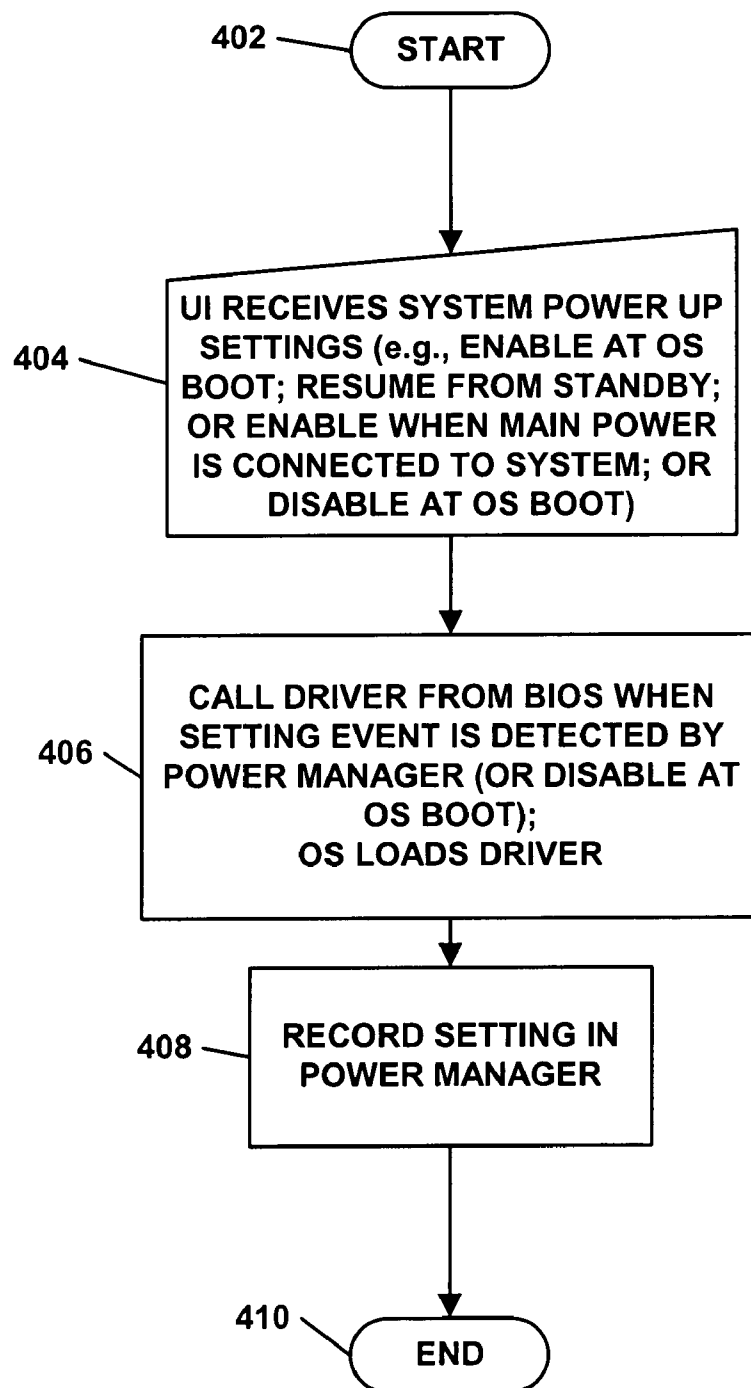 402
START
404
UI RECEIVES SYSTEM POWER UP
SETTINGS (e.g., ENABLE AT OS
BOOT; RESUME FROM STANDBY;
OR ENABLE WHEN MAIN POWER
IS CONNECTED TO SYSTEM; OR
DISABLE AT OS BOOT)
406
CALL DRIVER FROM BIOS WHEN
SETTING EVENT IS DETECTED BY
POWER MANAGER (OR DISABLE AT
OS BOOT);
OS LOADS DRIVER
408
RECORD SETTING IN
POWER MANAGER
410
END